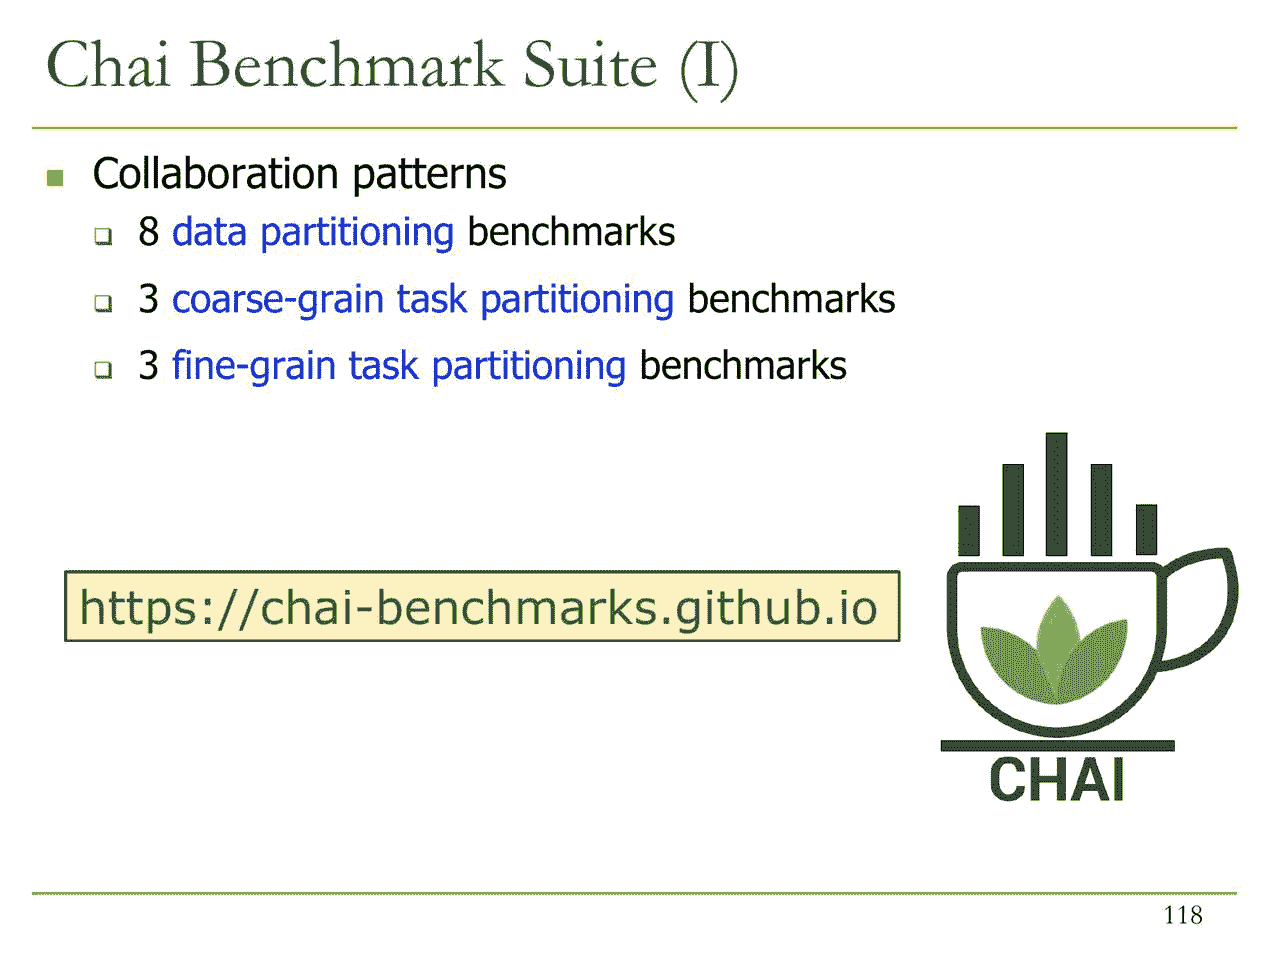 Chai Benchmark Suite (I)
Collaboration patterns
8 data partitioning benchmarks
3 coarse-grain task partitioning benchmarks
3 fine-grain task partitioning benchmarks
https://chai-benchmarks.github.io
CHAI
118